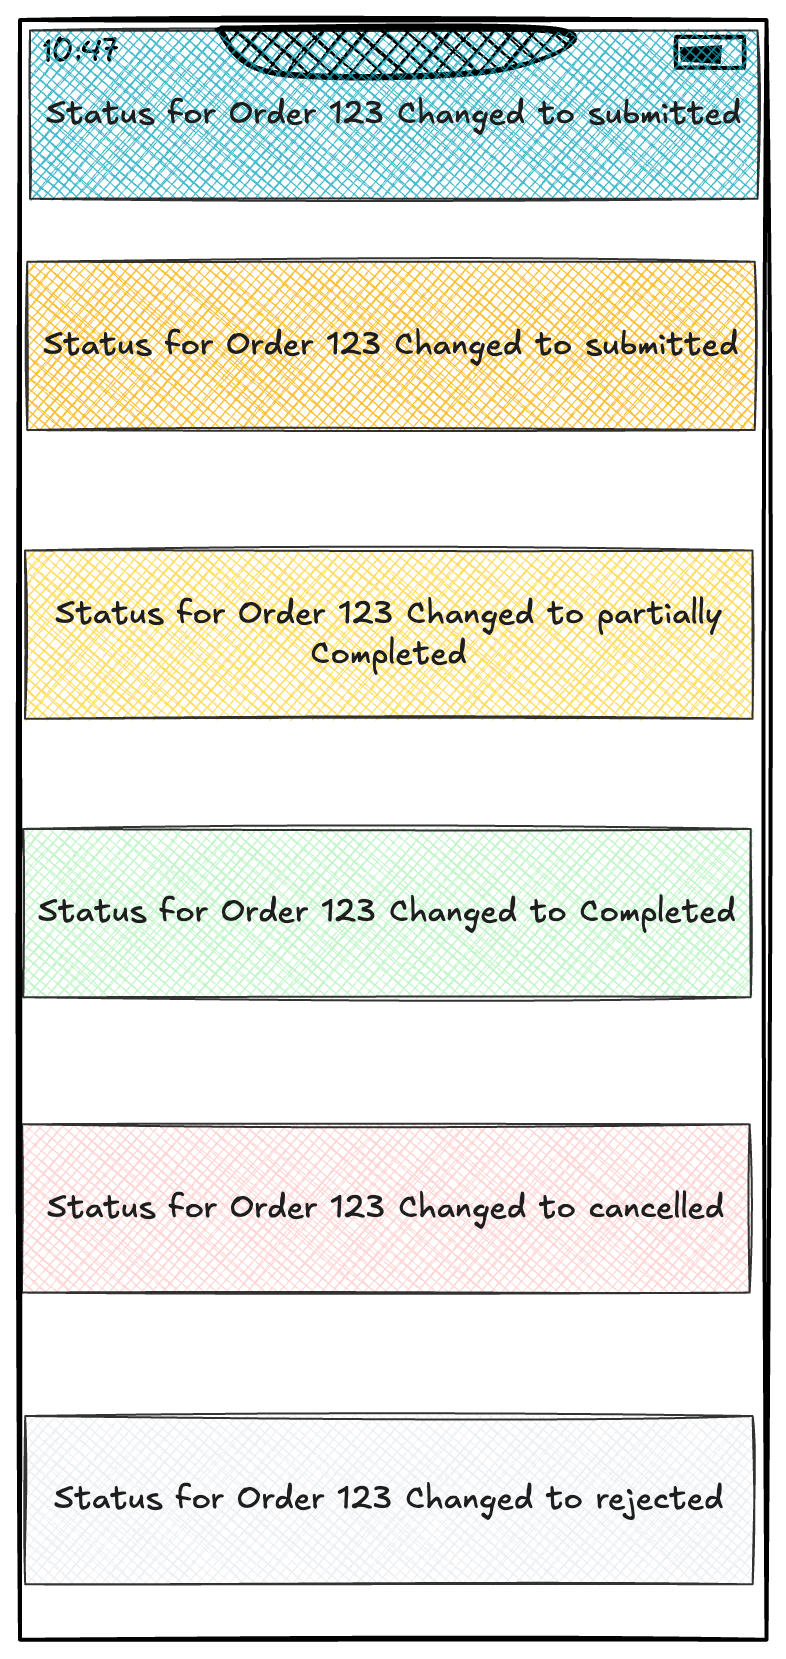 10:47
Status for Order 123 Changed to submitted
Status for Order 123 Changed to submitted
Status for Order 123 Changed to partially
Completed
Status for Order 123 Changed to Completed
Status for Order 123 Changed to cancelled
Status for Order 123 Changed to rejected